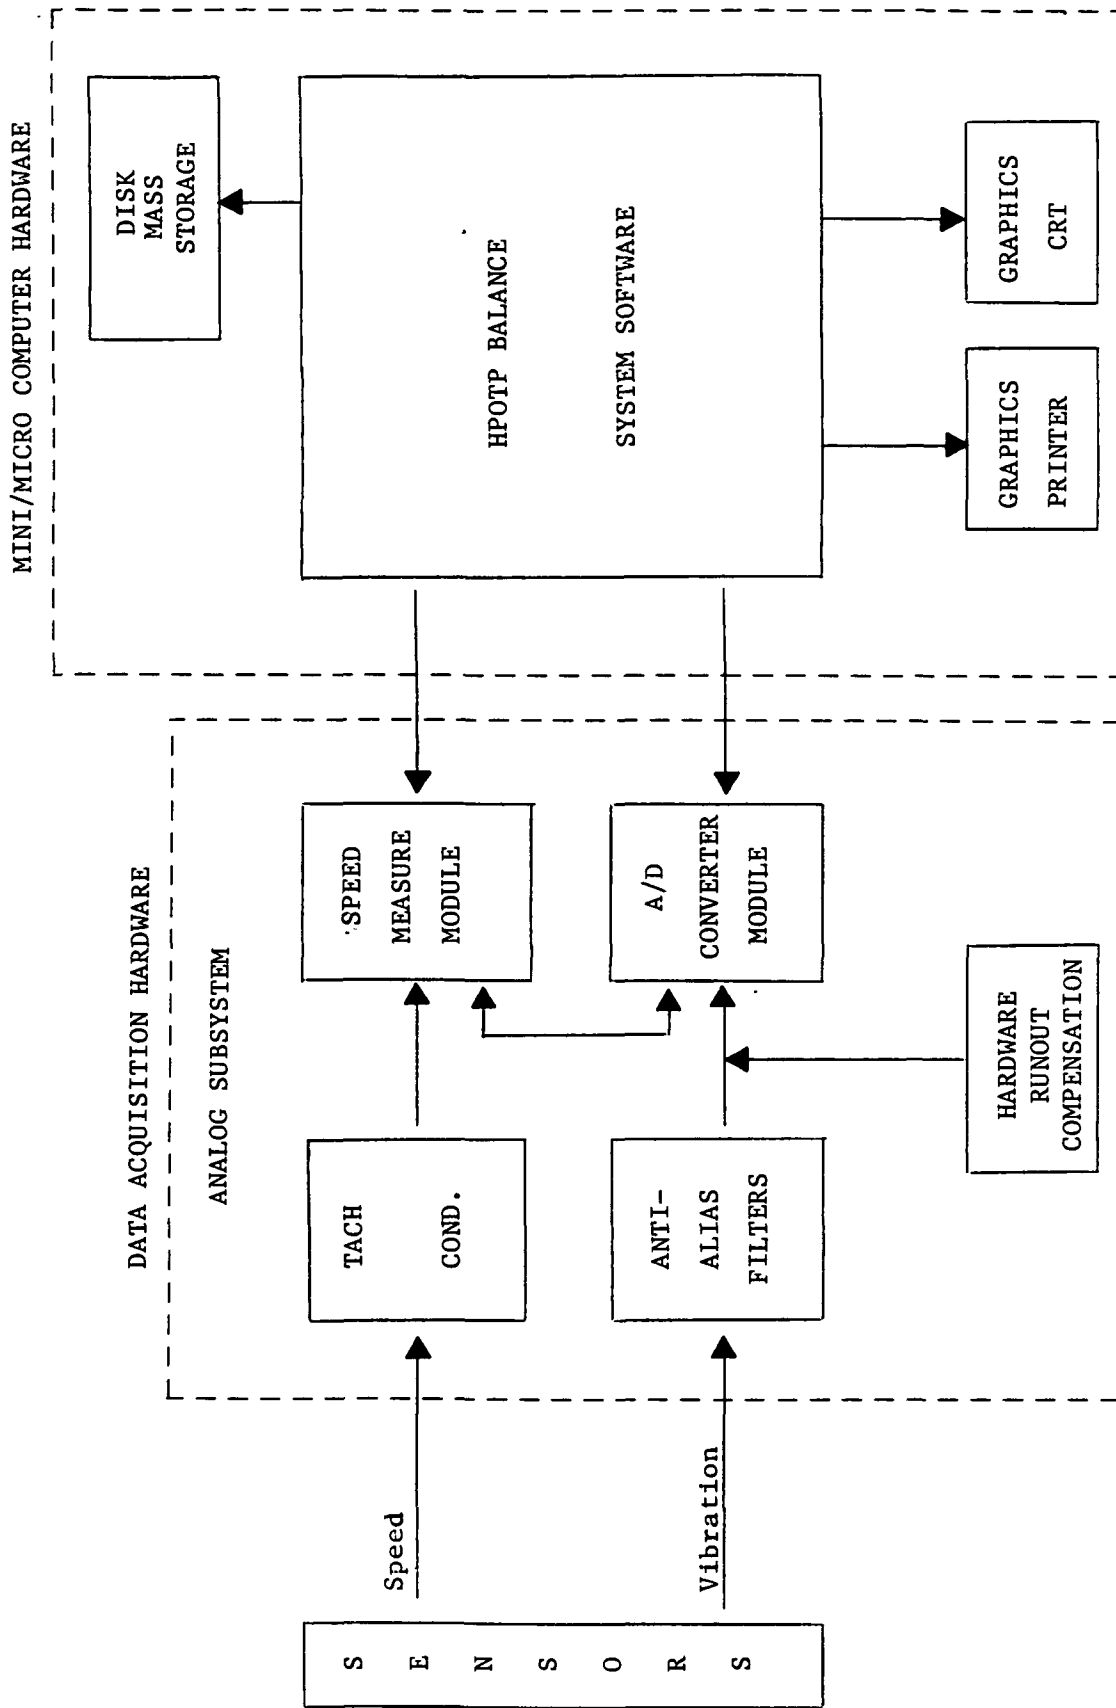 MINI/MICRO COMPUTER HARDWARE
DISK
MASS
STORAGE
HPOTP BALANCE
SYSTEM SOFTWARE
GRAPHICS
PRINTER
GRAPHICS
CRT
DATA ACQUISITION HARDWARE
ANALOG SUBSYSTEM
SPEED
MEASURE
MODULE
A/D
CONVERTER
MODULE
TACH
COND.
ANTI-
ALIAS
FILTERS
HARDWARE
RUNOUT
COMPENSATION
Speed
Vibration
SENSORS